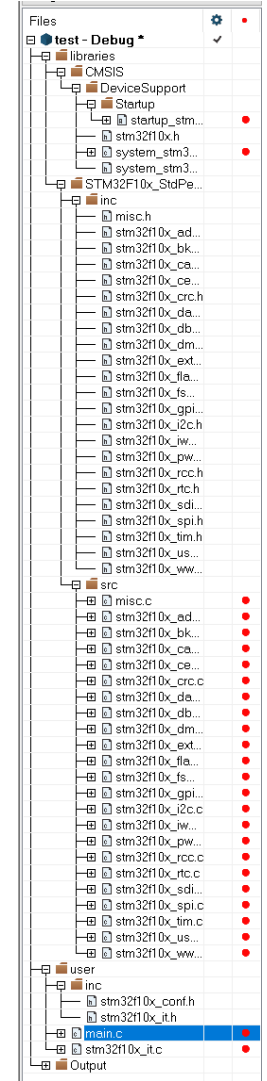 Files
test - Debug *
libraries
CMSIS
DeviceSupport
Startup
startup_stm...
stm32f10x.h
system_stm3...
system_stm3...
STM32F10x_StdPe...
inc
misc.h
stm32f10x_ad...
stm32f10x_bk...
stm32f10x_ca...
stm32f10x_ce...
stm32f10x_crc.h
stm32f10x_da...
stm32f10x_db...
stm32f10x_dm...
stm32f10x_ext...
stm32f10x_fla...
stm32f10x_fs...
stm32f10x_gpi...
stm32f10x_i2c.h
stm32f10x_iw...
stm32f10x_pw...
stm32f10x_rcc.h
stm32f10x_rtc.h
stm32f10x_sdi...
stm32f10x_spi.h
stm32f10x_tim.h
stm32f10x_us...
stm32f10x_ww...
src
misc.c
stm32f10x_ad...
stm32f10x_bk...
stm32f10x_ca...
stm32f10x_ce...
stm32f10x_crc.c
stm32f10x_da...
stm32f10x_db...
stm32f10x_dm...
stm32f10x_ext...
stm32f10x_fla...
stm32f10x_fs...
stm32f10x_gpi...
stm32f10x_i2c.c
stm32f10x_iw...
stm32f10x_pw...
stm32f10x_rcc.c
stm32f10x_rtc.c
stm32f10x_sdi...
stm32f10x_spi.c
stm32f10x_tim.c
stm32f10x_us...
stm32f10x_ww...
user
inc
stm32f10x_conf.h
stm32f10x_it.h
main.c
stm32f10x_it.c
Output